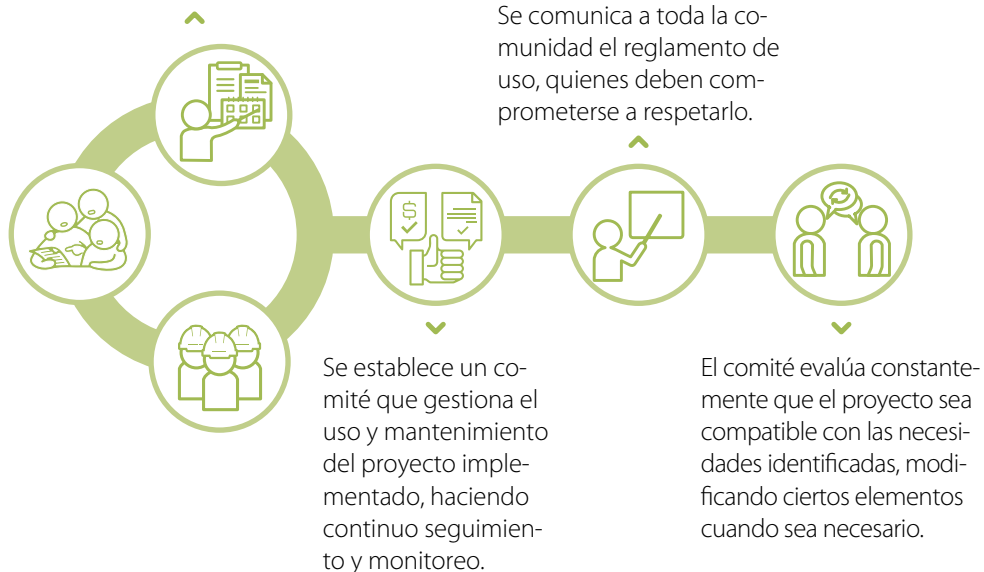 Se comunica a toda la co-
munidad el reglamento de
uso, quienes deben com-
prometerse a respetarlo.
$
Se establece un co-
mité que gestiona el
uso y mantenimiento
del proyecto imple-
mentado, haciendo
continuo seguimien-
to y monitoreo.
El comité evalúa constante-
mente que el proyecto sea
compatible con las necesi-
dades identificadas, modi-
ficando ciertos elementos
cuando sea necesario.